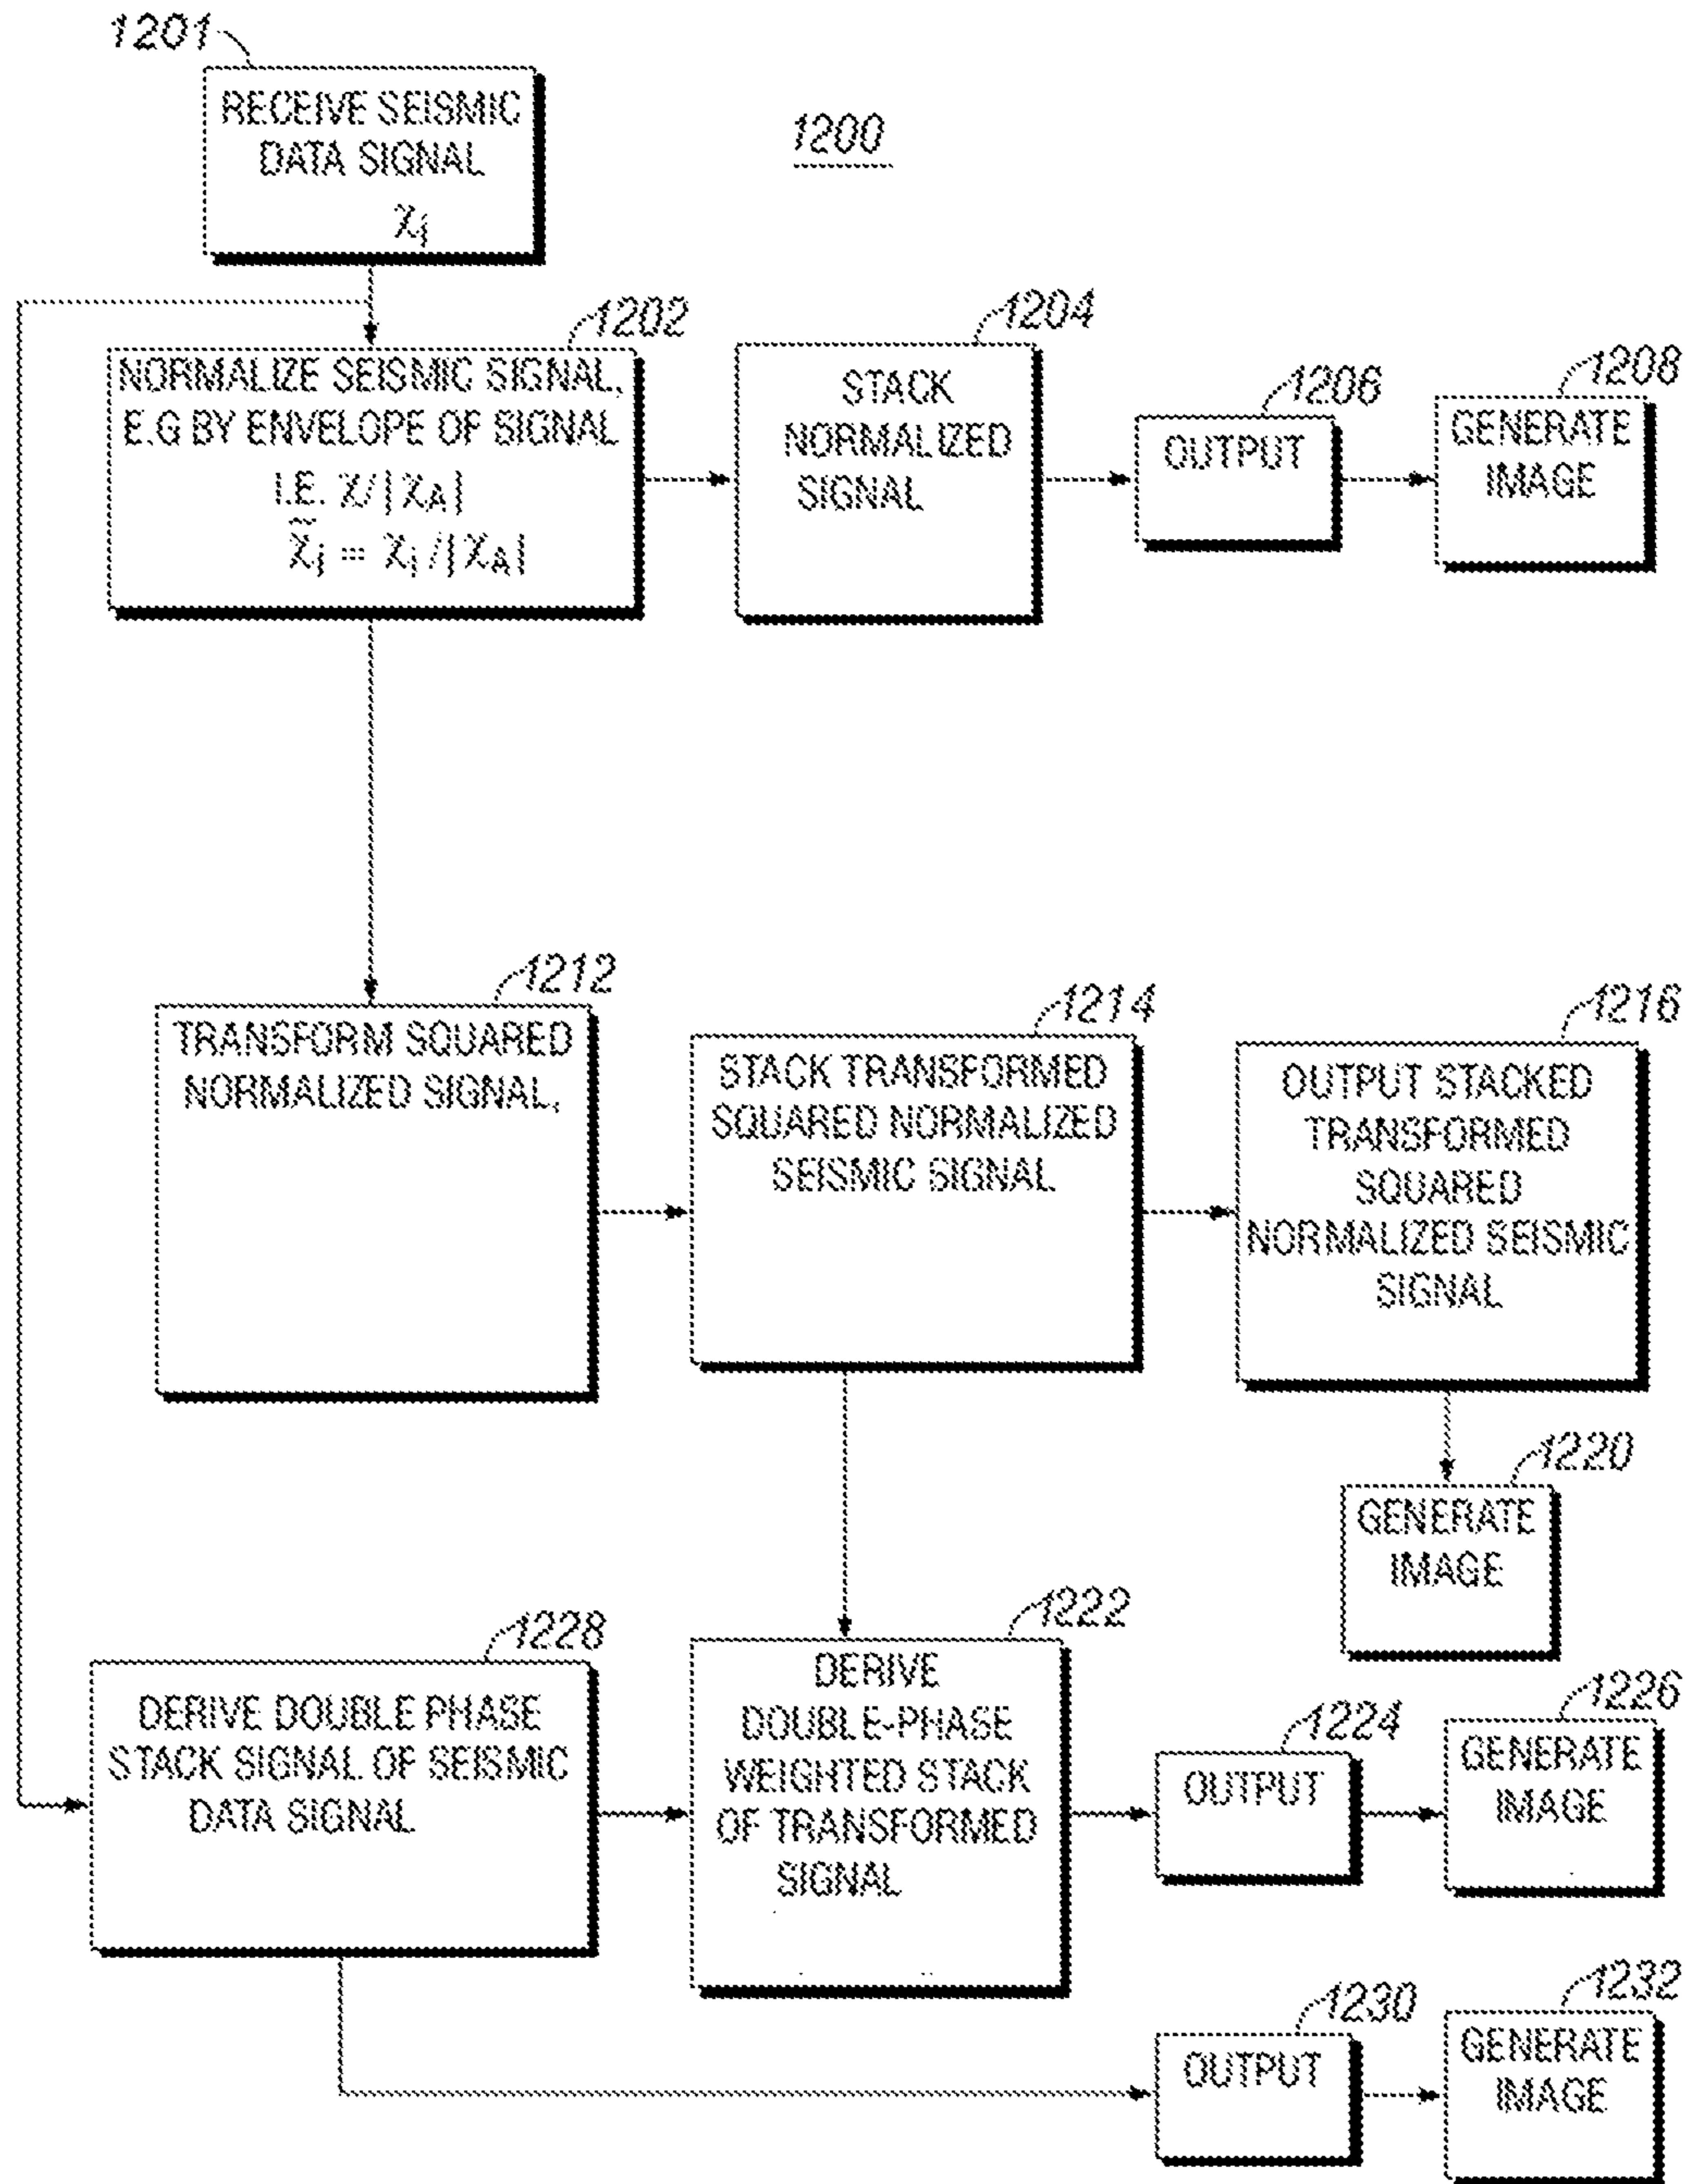 1201
RECEIVE SEISMIC
DATA SIGNAL
χi
1200
1202
NORMALIZE SEISMIC SIGNAL,
E.G BY ENVELOPE OF SIGNAL
I.E. χ/|χA|
χ̃i = χi/|χA|
1204
STACK
NORMALIZED
SIGNAL
1206
OUTPUT
1208
GENERATE
IMAGE
1212
TRANSFORM SQUARED
NORMALIZED SIGNAL,
1214
STACK TRANSFORMED
SQUARED NORMALIZED
SEISMIC SIGNAL
1216
OUTPUT STACKED
TRANSFORMED
SQUARED
NORMALIZED SEISMIC
SIGNAL
1220
GENERATE
IMAGE
1228
DERIVE DOUBLE PHASE
STACK SIGNAL OF SEISMIC
DATA SIGNAL
1222
DERIVE
DOUBLE-PHASE
WEIGHTED STACK
OF TRANSFORMED
SIGNAL
1224
OUTPUT
1226
GENERATE
IMAGE
1230
OUTPUT
1232
GENERATE
IMAGE